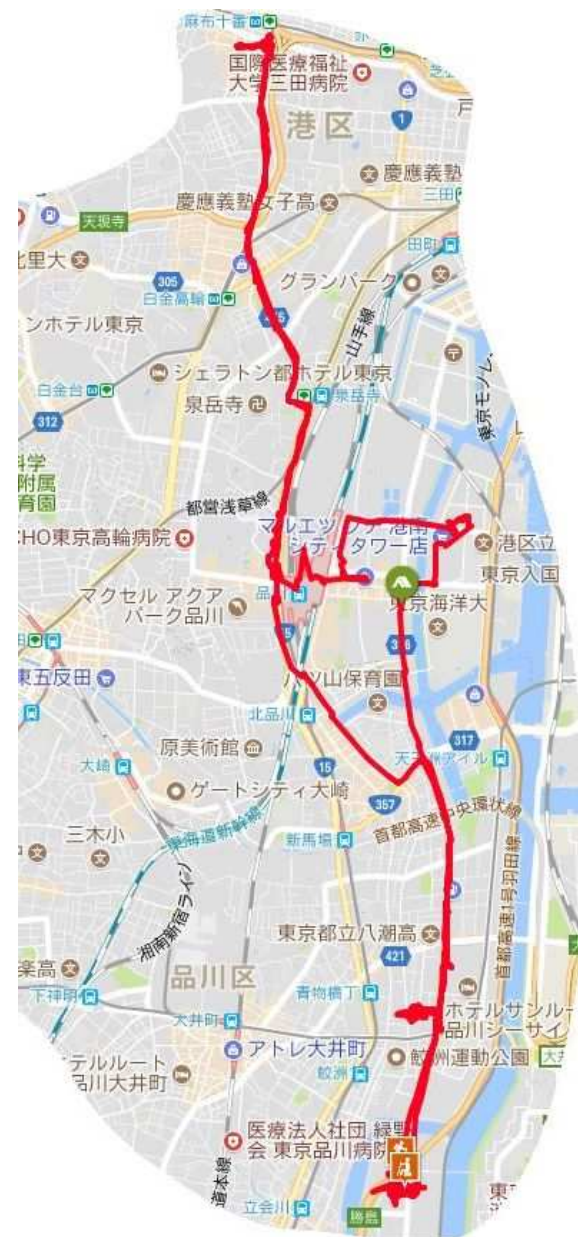 麻布十番
国際医療福祉
大学三田病院
港区
1
慶應義塾
慶應義塾女子高
三田
天現寺
田町
北里大
305
グランパーク
白金高輪
山手線
ンホテル東京
シェラトン都ホテル東京
白金台
泉岳寺
泉岳寺
312
東京モノレ
科学
附属
育園
都営浅草線
CHO東京高輪病院
マルエツ
港南
シティタワー店
港区立
東京入国
マクセル アクア
パーク品川
東京海洋大
東五反田
八ツ山保育園
北品川
317
原美術館
15
大崎
ゲートシティ大崎
357
首都高速中央環状線
三木小
東海道新幹線
新馬場
首都高速1号羽田線
湘南新宿ライン
東京都立八潮高
421
品川区
青物横丁
下神明
大井町
ホテルサンルー
品川シーサイ
アトレ大井町
鮫洲運動公園
テルルート
品川大井町
鮫洲
医療法人社団 緑野
会 東京品川病院
道本線
立会川
勝島